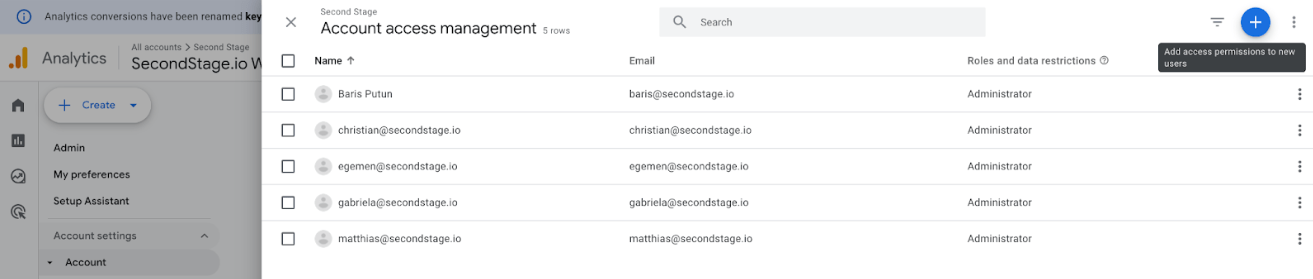 Analytics conversions have been renamed key
Second Stage
Account access management 5 rows
Search
Add access permissions to new
users
Analytics
All accounts > Second Stage
SecondStage.io W
Create
Admin
My preferences
Setup Assistant
Account settings
Account
Name Email Roles and data restrictions
Baris Putun baris@secondstage.io Administrator
christian@secondstage.io christian@secondstage.io Administrator
egemen@secondstage.io egemen@secondstage.io Administrator
gabriela@secondstage.io gabriela@secondstage.io Administrator
matthias@secondstage.io matthias@secondstage.io Administrator